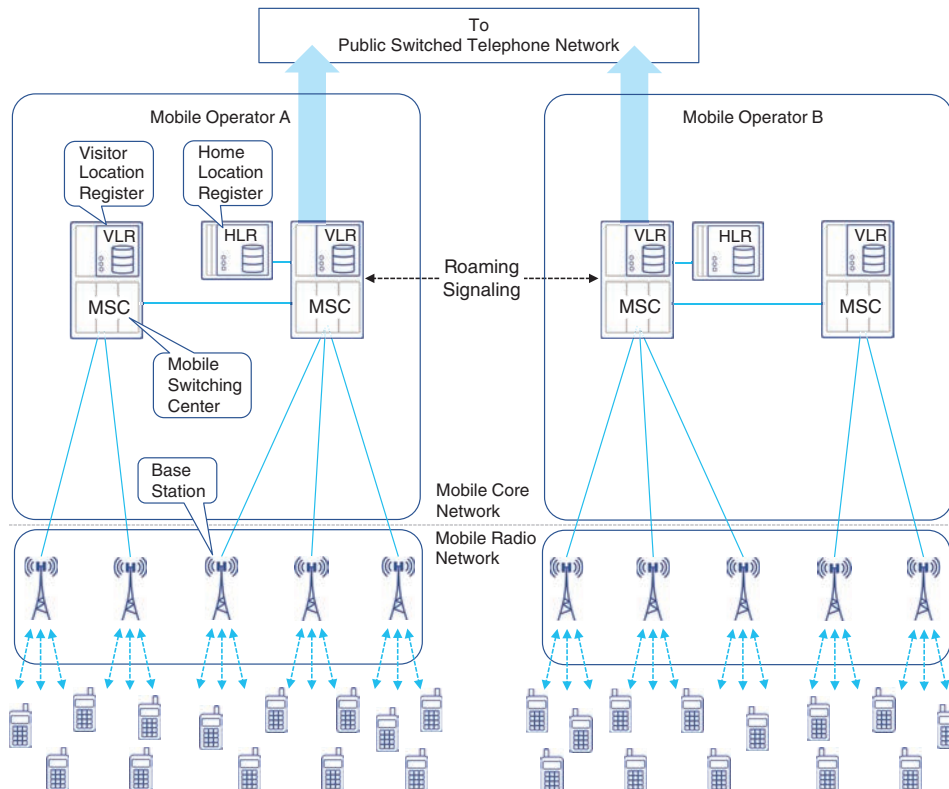 To
Public Switched Telephone Network
Mobile Operator A
Mobile Operator B
Visitor
Location
Register
Home
Location
Register
VLR
HLR
VLR
VLR
HLR
VLR
Roaming
Signaling
MSC
MSC
MSC
MSC
Mobile
Switching
Center
Base
Station
Mobile Core
Network
Mobile Radio
Network